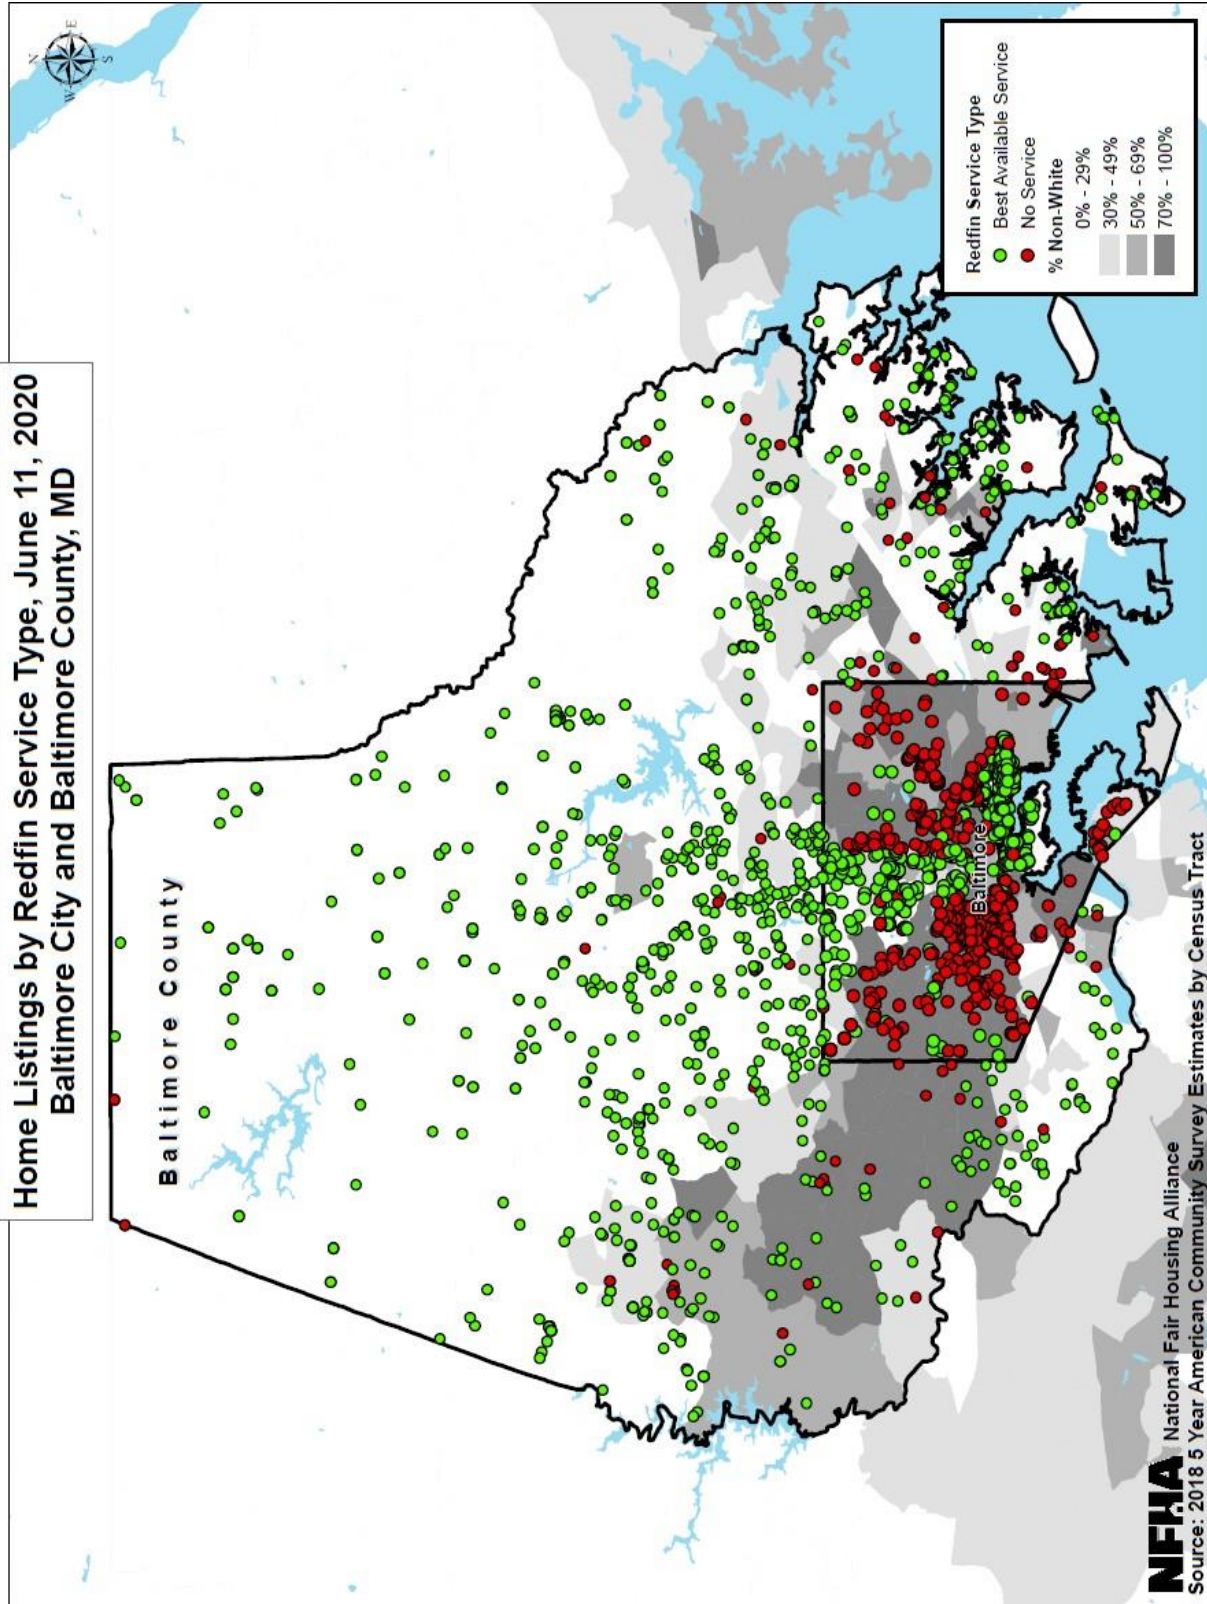 Home Listings by Redfin Service Type, June 11, 2020
Baltimore City and Baltimore County, MD
N
E
W
S
Baltimore County
Baltimore
Redfin Service Type
Best Available Service
No Service
% Non-White
0% - 29%
30% - 49%
50% - 69%
70% - 100%
NFHA National Fair Housing Alliance
Source: 2018 5 Year American Community Survey Estimates by Census Tract